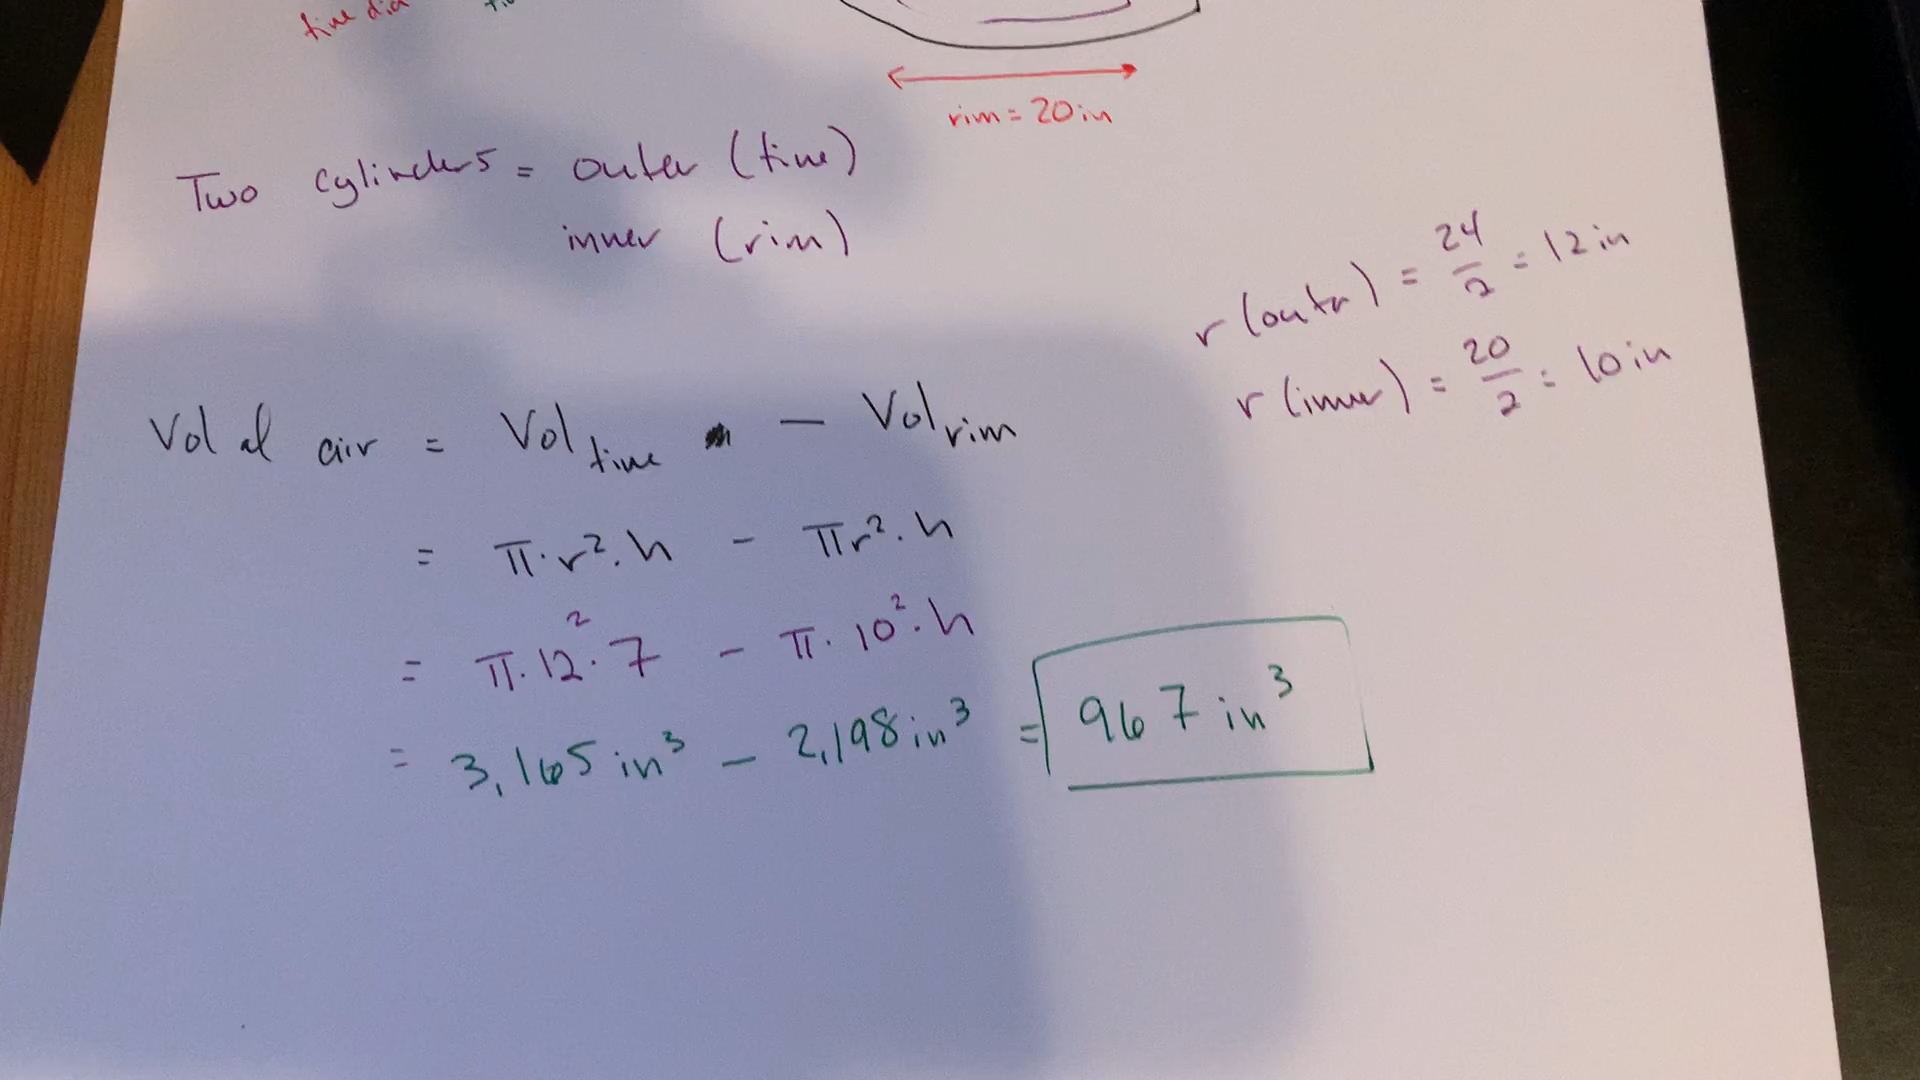 tire dia
rim = 20in
Two cylinders = outer (tire)
inner (rim)
r (outer) = 24/2 = 12 in
r (inner) = 20/2 = 10 in
Vol of air = Vol tire - Vol rim
= π·r²·h - πr²·h
= π·12²·7 - π·10²·h
= 3,165 in³ - 2,198 in³ = 967 in³